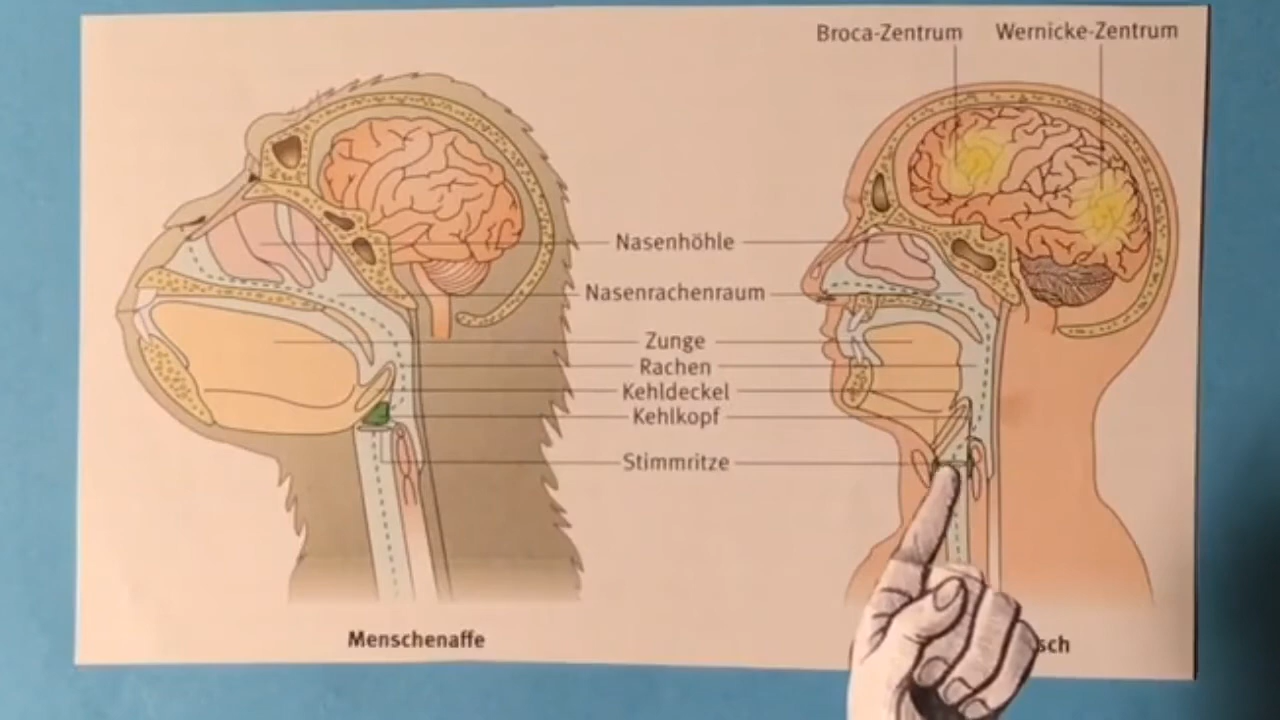 Broca-Zentrum Wernicke-Zentrum
Nasenhöhle
Nasenrachenraum
Zunge
Rachen
Kehldeckel
Kehlkopf
Stimmritze
Menschenaffe
sch